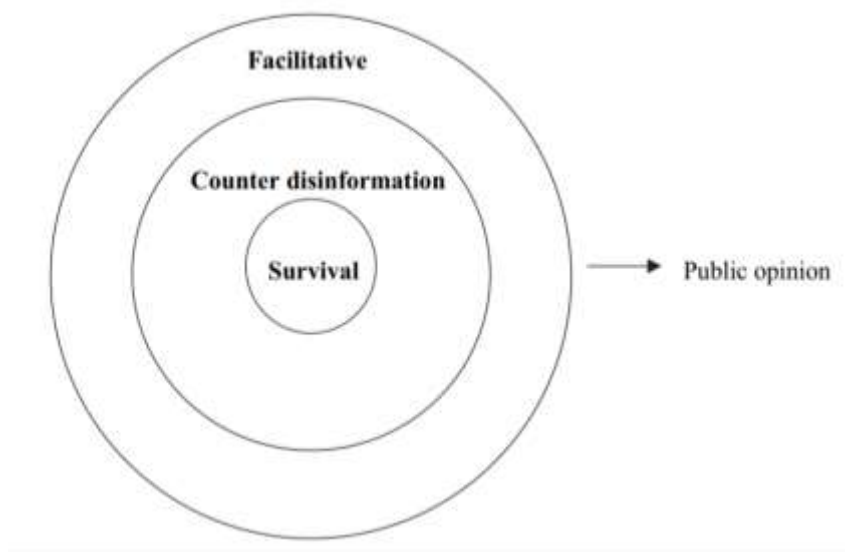 Facilitative
Counter disinformation
Survival
Public opinion